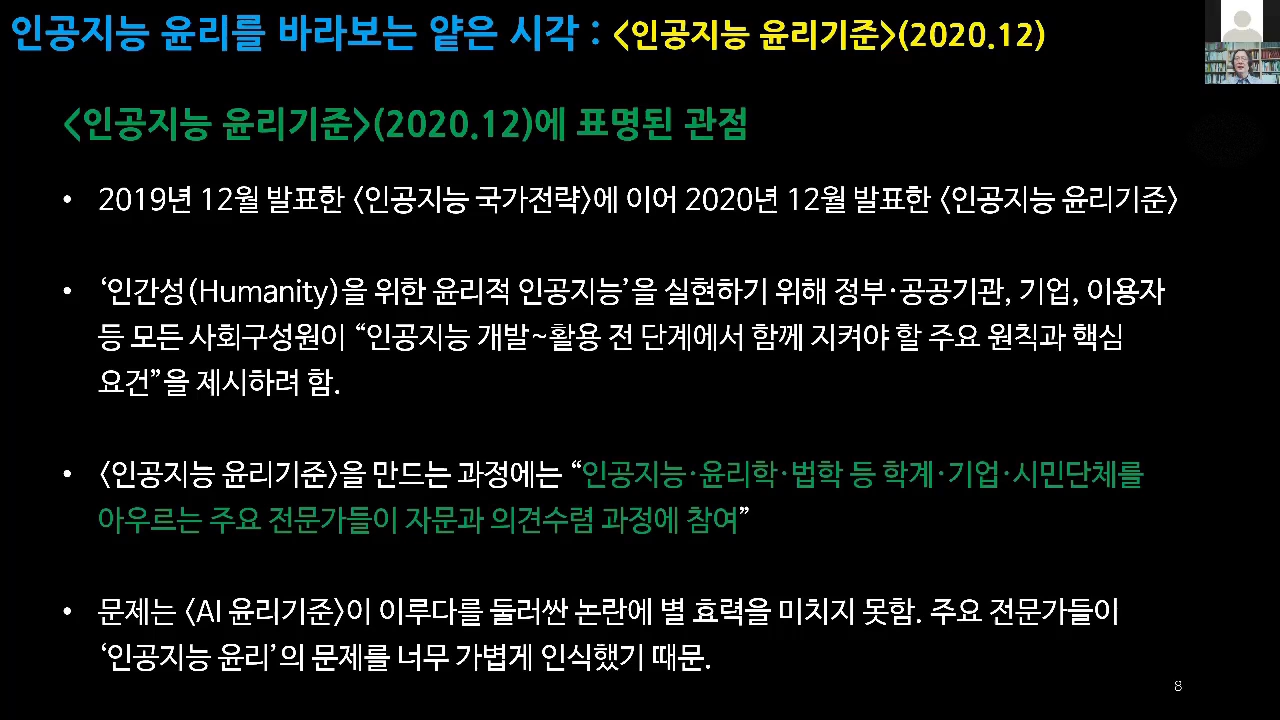 인공지능 윤리를 바라보는 얕은 시각 : <인공지능 윤리기준>(2020.12)
<인공지능 윤리기준>(2020.12)에 표명된 관점
• 2019년 12월 발표한 <인공지능 국가전략>에 이어 2020년 12월 발표한 <인공지능 윤리기준>
• ‘인간성(Humanity)을 위한 윤리적 인공지능’을 실현하기 위해 정부·공공기관, 기업, 이용자
등 모든 사회구성원이 “인공지능 개발~활용 전 단계에서 함께 지켜야 할 주요 원칙과 핵심
요건”을 제시하려 함.
• <인공지능 윤리기준>을 만드는 과정에는 “인공지능·윤리학·법학 등 학계·기업·시민단체를
아우르는 주요 전문가들이 자문과 의견수렴 과정에 참여”
• 문제는 <AI 윤리기준>이 이루다를 둘러싼 논란에 별 효력을 미치지 못함. 주요 전문가들이
‘인공지능 윤리’의 문제를 너무 가볍게 인식했기 때문.
8